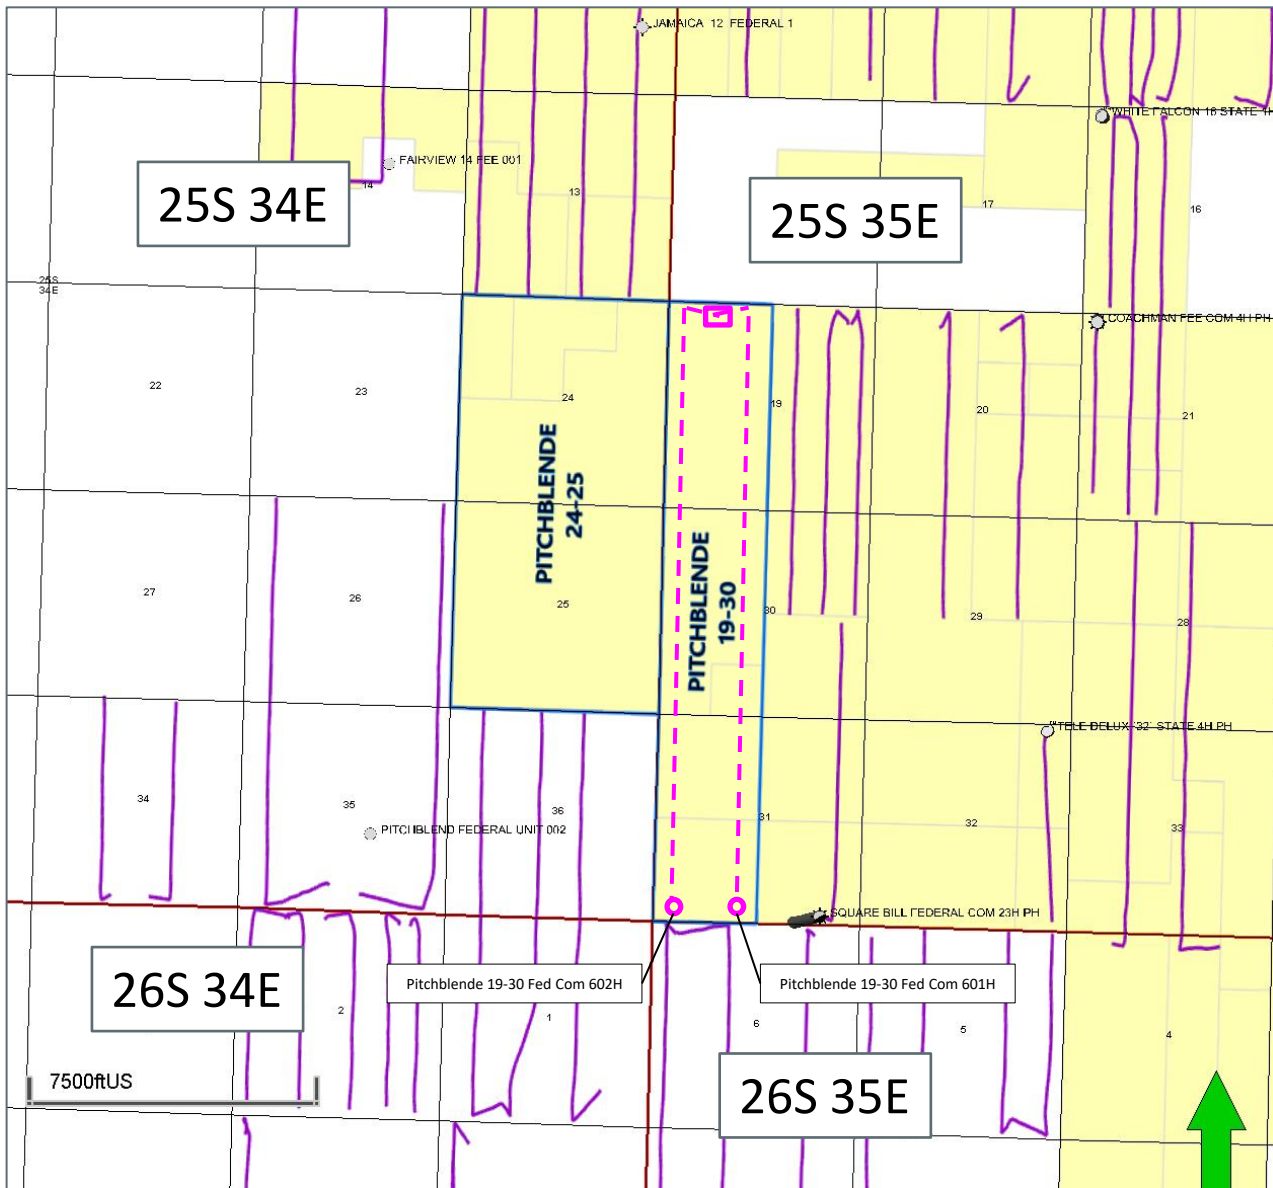 JAMAICA 12 FEDERAL 1
WHITE FALCON 16 STATE 1H
FAIRVIEW 14 FEE 001
14
13
17
16
25S 34E
25S 35E
25S
34E
COACHMAN FEE COM 4H PH
22
23
24
19
20
21
PITCHBLENDE
24-25
PITCHBLENDE
19-30
27
26
25
30
29
28
"TELE DELUX '32' STATE 4H PH
34
35
36
31
32
33
PITCHBLEND FEDERAL UNIT 002
SQUARE BILL FEDERAL COM 23H PH
Pitchblende 19-30 Fed Com 602H
Pitchblende 19-30 Fed Com 601H
26S 34E
2
1
6
5
4
26S 35E
7500ftUS